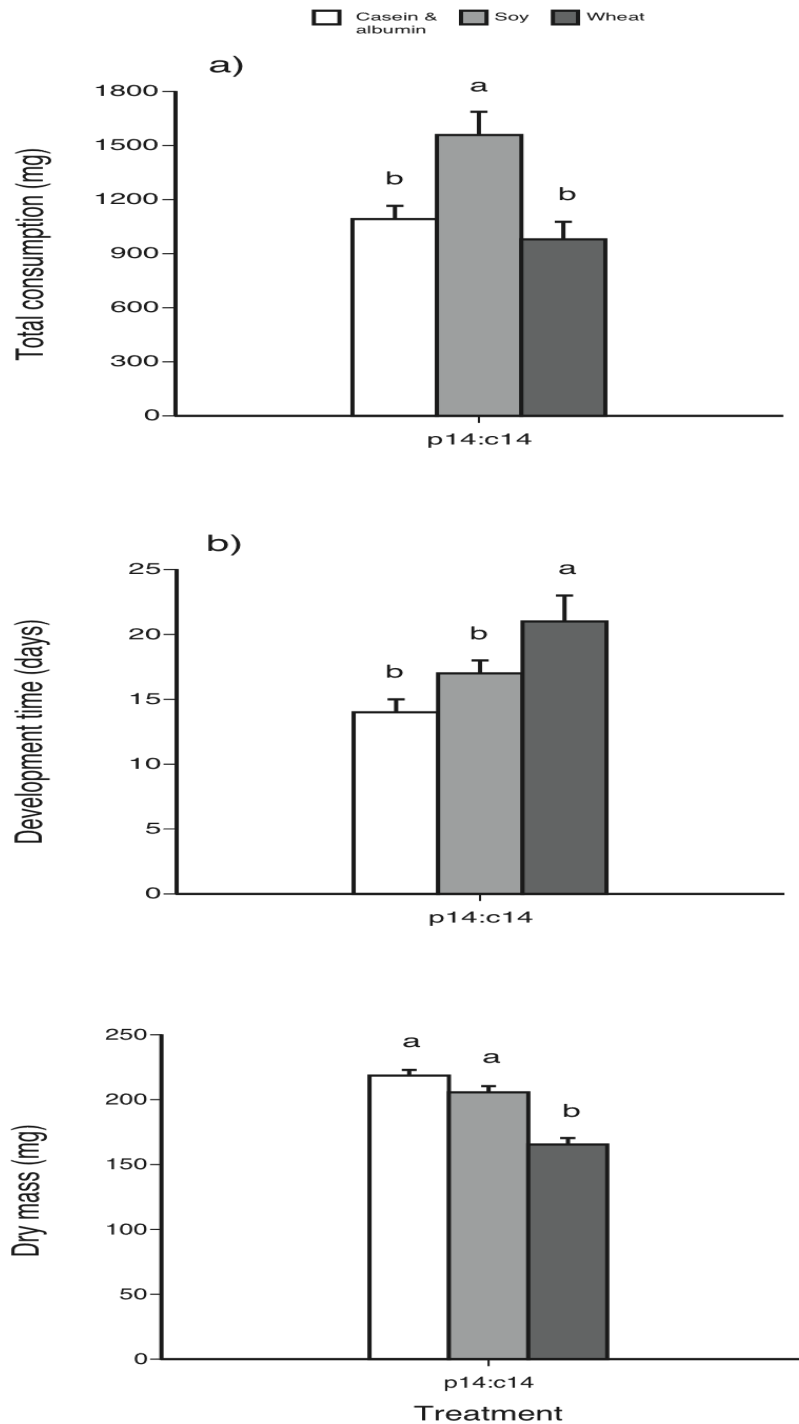 Casein & Soy Wheat
albumin
a)
a
b
b
1800
1500
1200
900
600
300
0
Total consumption (mg)
p14:c14
b)
a
b
b
25
20
15
10
5
0
Development time (days)
p14:c14
a
a
b
250
200
150
100
50
0
Dry mass (mg)
p14:c14
Treatment